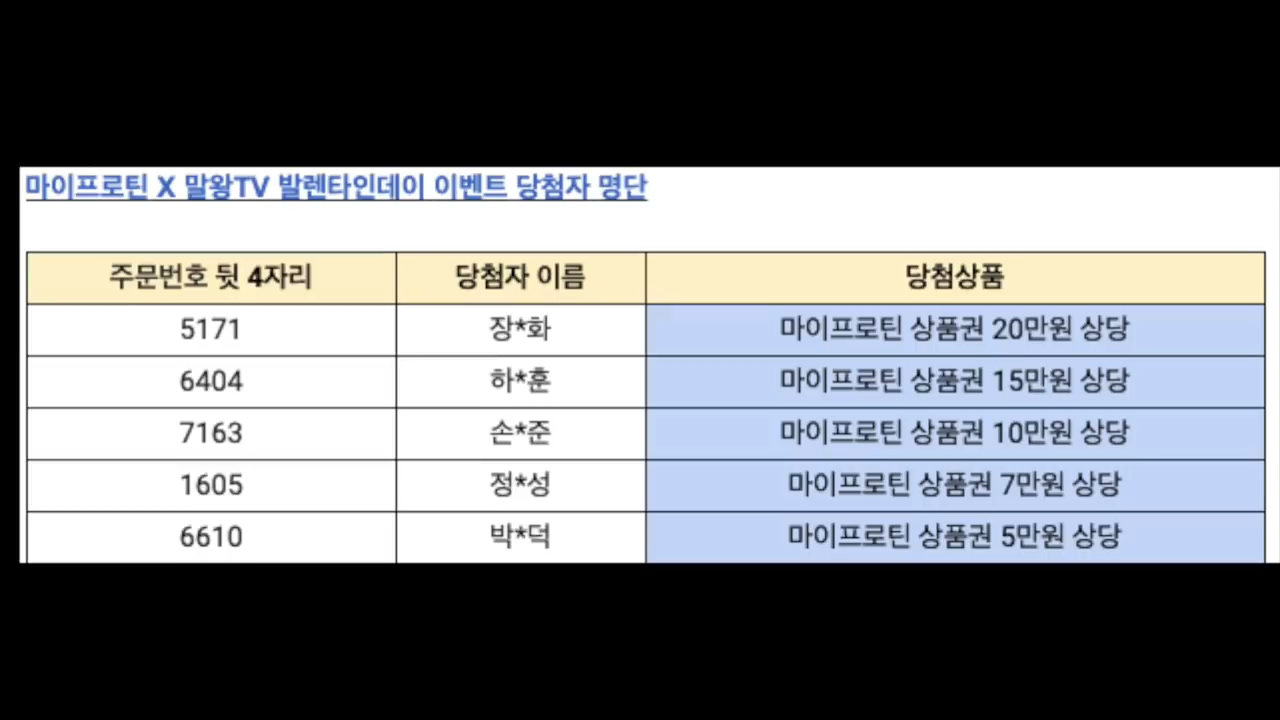 마이프로틴 X 말왕TV 발렌타인데이 이벤트 당첨자 명단
주문번호 뒷 4자리 당첨자 이름 당첨상품
5171 장*화 마이프로틴 상품권 20만원 상당
6404 하*훈 마이프로틴 상품권 15만원 상당
7163 손*준 마이프로틴 상품권 10만원 상당
1605 정*성 마이프로틴 상품권 7만원 상당
6610 박*덕 마이프로틴 상품권 5만원 상당